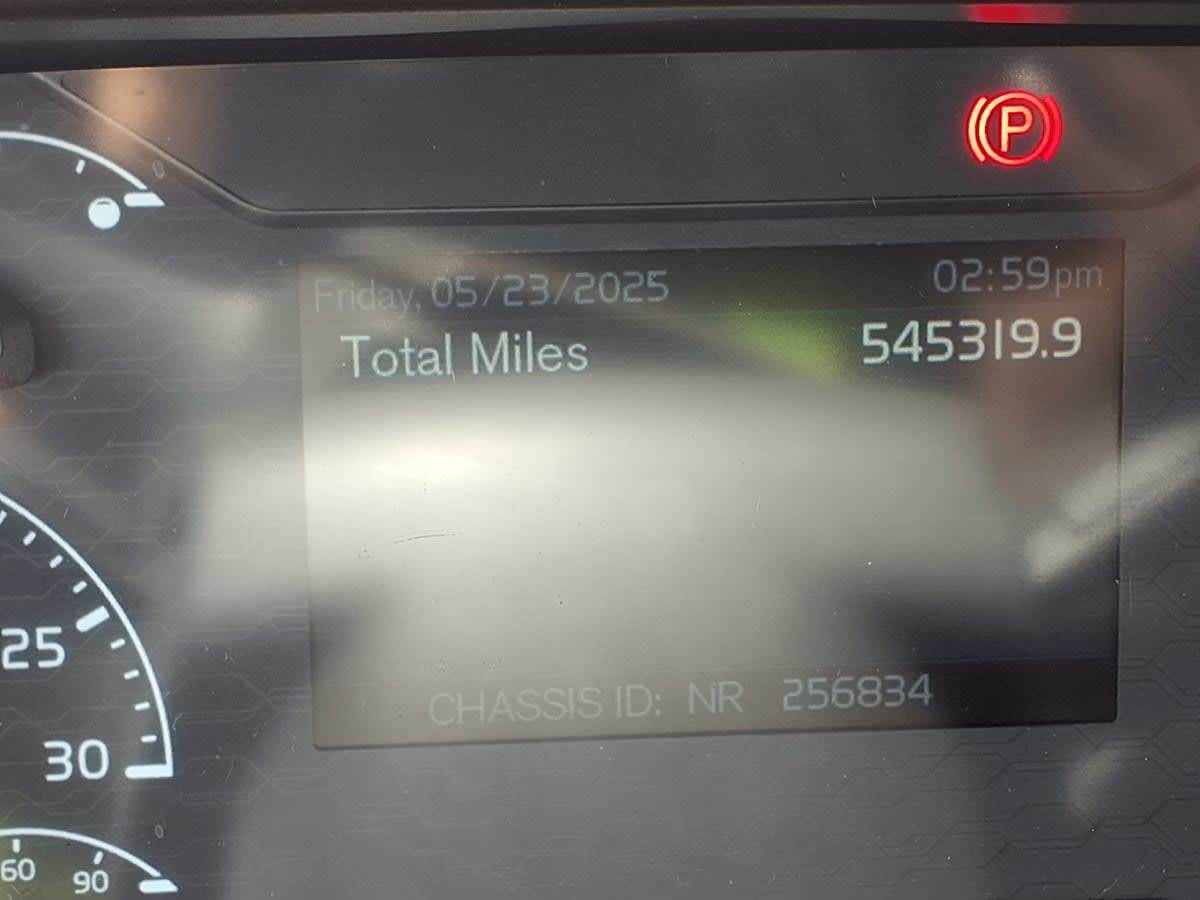 P
Friday, 05/23/2025 02:59pm
Total Miles 545319.9
25
CHASSIS ID: NR 256834
30
60 90